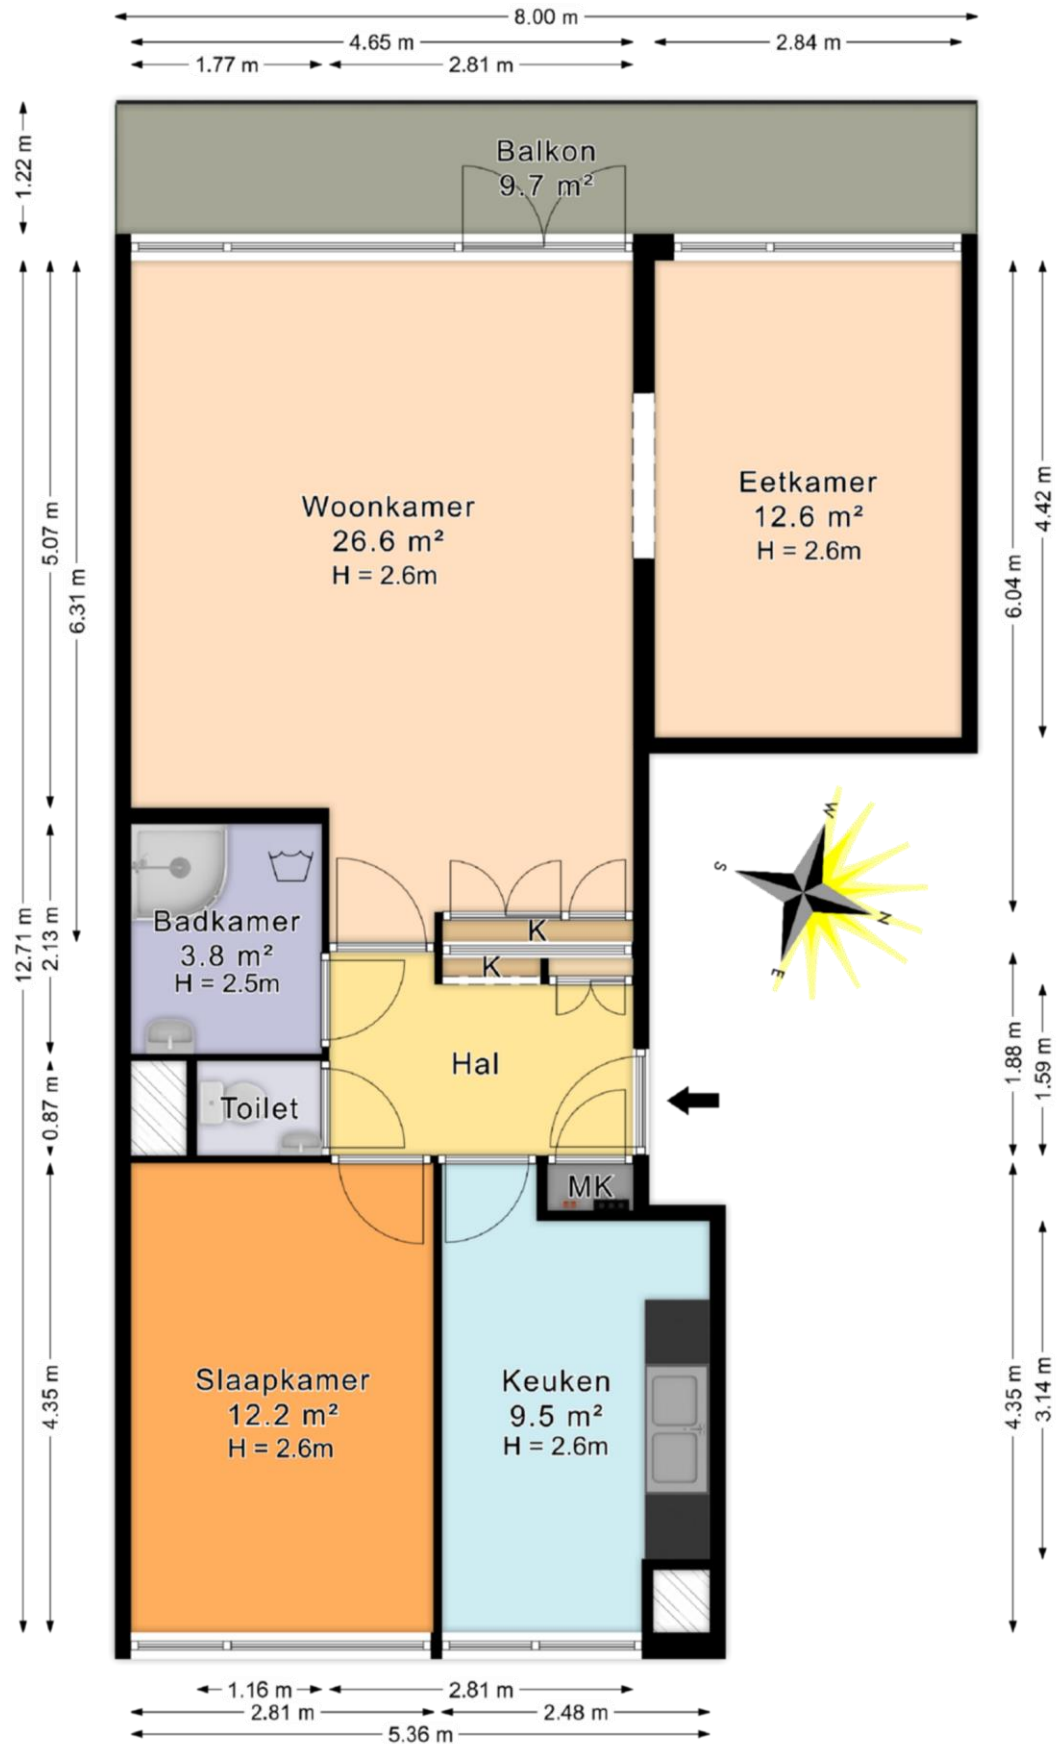 8.00 m
4.65 m
2.84 m
1.77 m
2.81 m
1.22 m
Balkon
9.7 m²
12.71 m
5.07 m
6.31 m
Woonkamer
26.6 m²
H = 2.6m
Eetkamer
12.6 m²
H = 2.6m
6.04 m
4.42 m
W
S
N
E
2.13 m
Badkamer
3.8 m²
H = 2.5m
K
K
Hal
1.88 m
1.59 m
0.87 m
Toilet
MK
4.35 m
Slaapkamer
12.2 m²
H = 2.6m
Keuken
9.5 m²
H = 2.6m
4.35 m
3.14 m
1.16 m
2.81 m
2.81 m
2.48 m
5.36 m